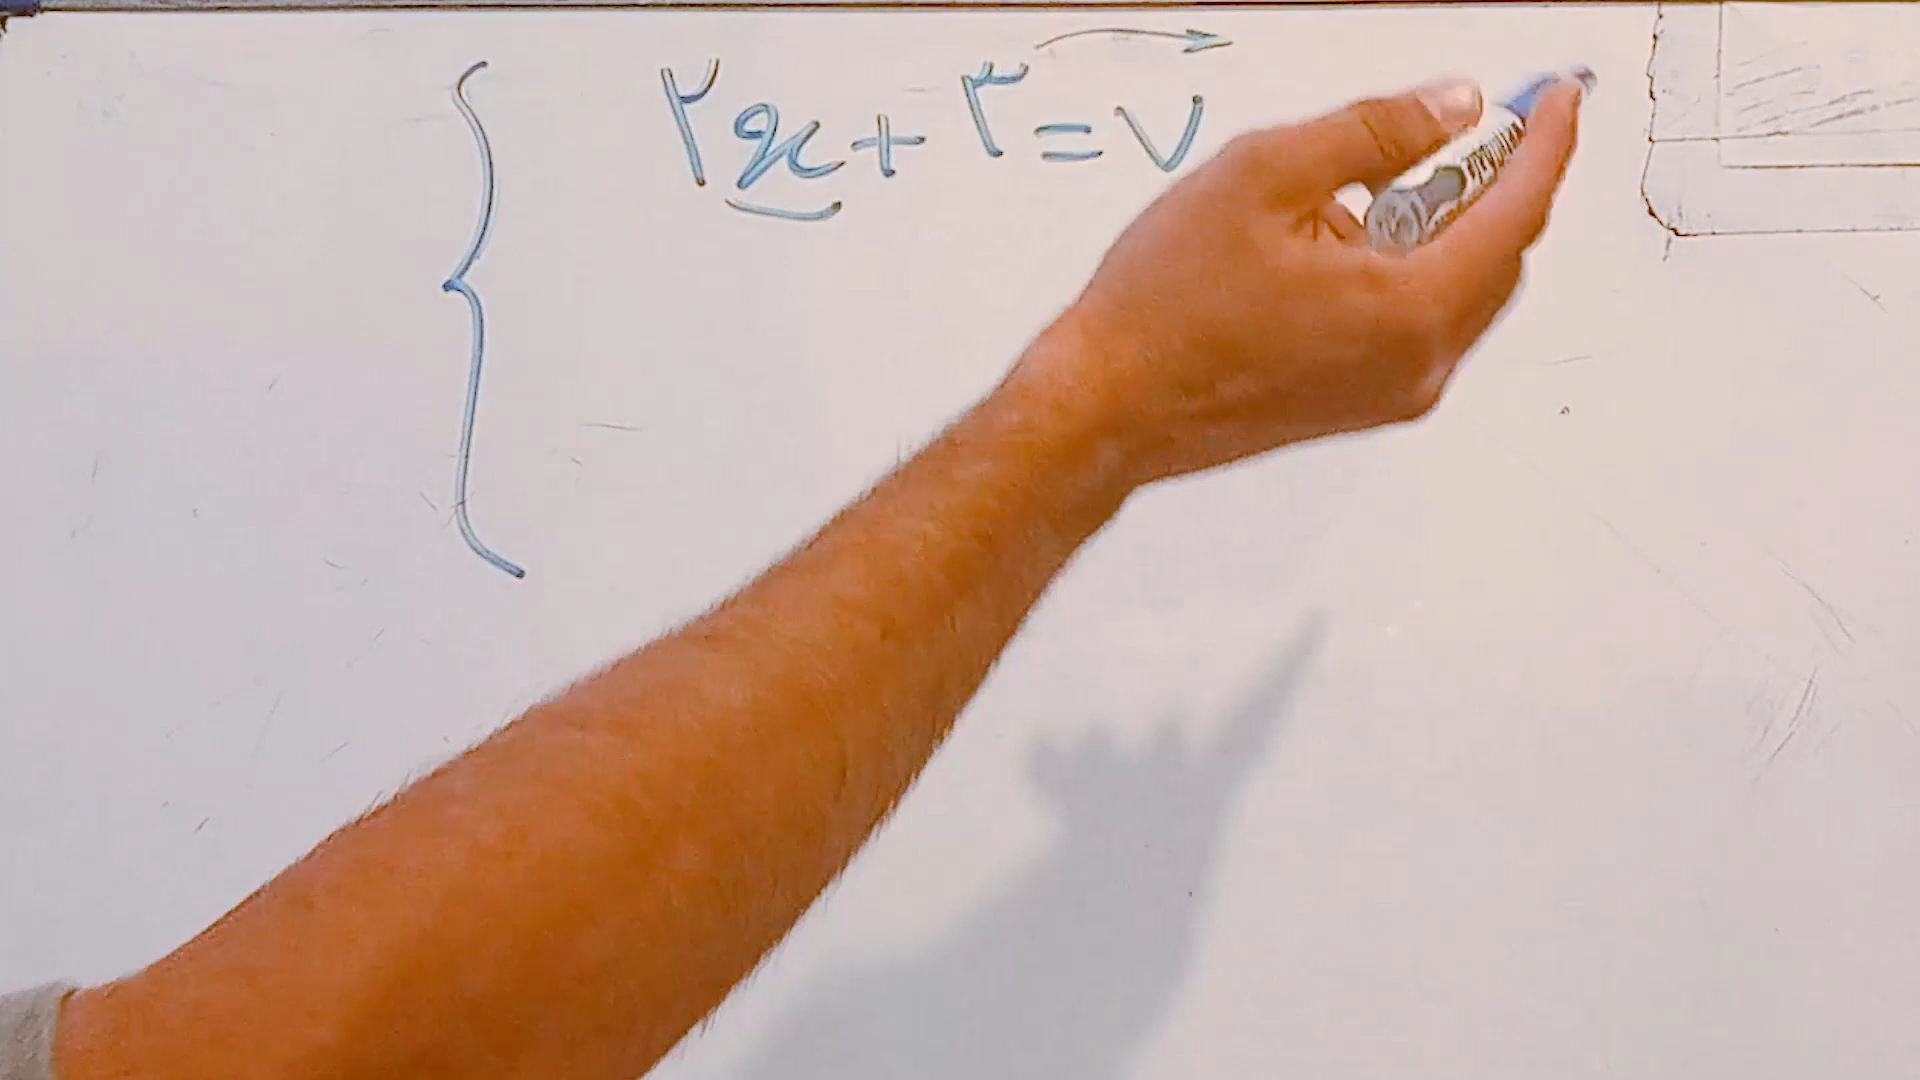 ۲x + ۳ = ۷